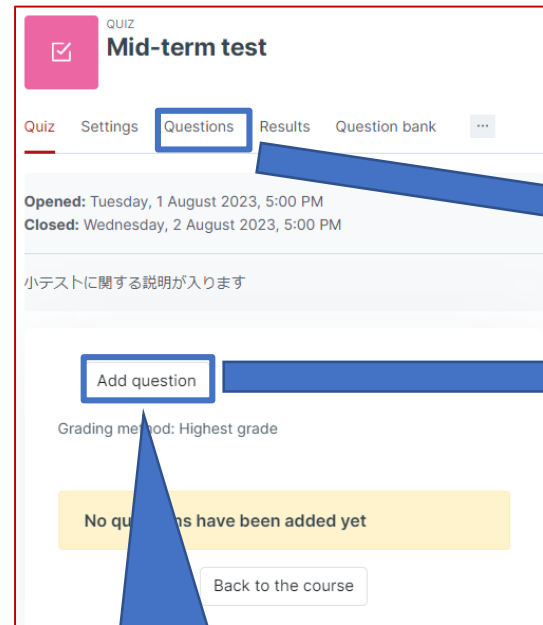 QUIZ
Mid-term test
Quiz Settings Questions Results Question bank ...
Opened: Tuesday, 1 August 2023, 5:00 PM
Closed: Wednesday, 2 August 2023, 5:00 PM
小テストに関する説明が入ります
Add question
Grading method: Highest grade
No have been added yet
Back to the course